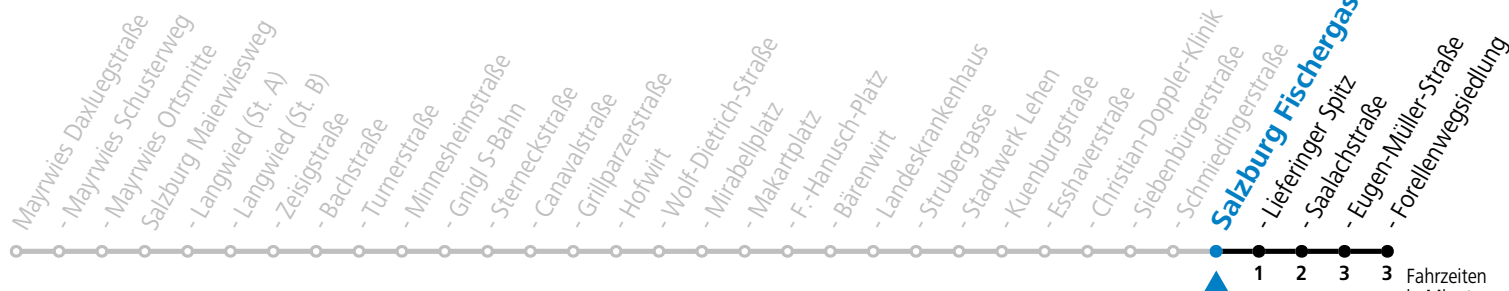 Mayrwies Daxluegstraße
- Mayrwies Schusterweg
- Mayrwies Ortsmitte
Salzburg Maierwiesweg
- Langwied (St. A)
- Langwied (St. B)
- Zeisigstraße
- Bachstraße
- Turnerstraße
- Minnesheimstraße
- Gnigl S-Bahn
- Sterneckstraße
- Canavalstraße
- Grillparzerstraße
- Hofwirt
- Wolf-Dietrich-Straße
- Mirabellplatz
- Makartplatz
- F.-Hanusch-Platz
- Bärenwirt
- Landeskrankenhaus
- Strubergasse
- Stadtwerk Lehen
- Kuenburgstraße
- Esshaverstraße
- Christian-Doppler-Klinik
- Siebenbürgerstraße
- Schmiedingerstraße
Salzburg Fischergas
- Lieferinger Spitz
- Saalachstraße
- Eugen-Müller-Straße
- Forellenwegsiedlung
1 2 3 3 Fahrzeiten